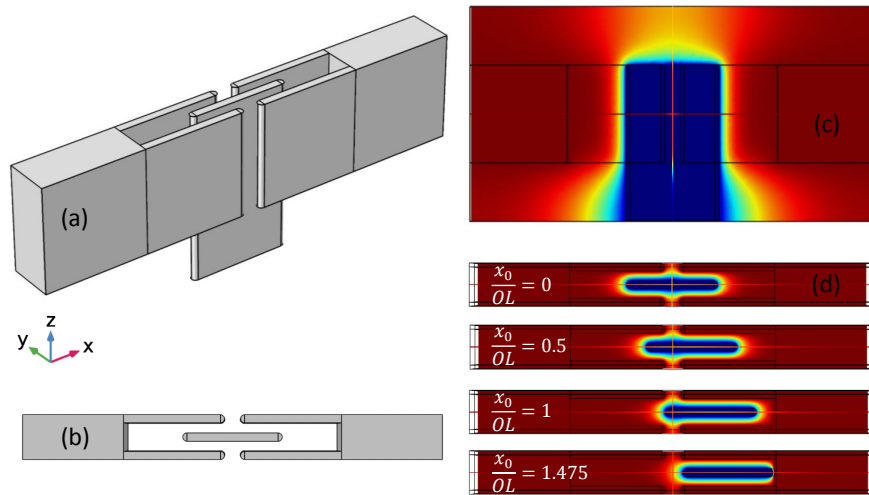 (a)
z
y
x
(b)
(c)
(d)
x₀/OL = 0
x₀/OL = 0.5
x₀/OL = 1
x₀/OL = 1.475